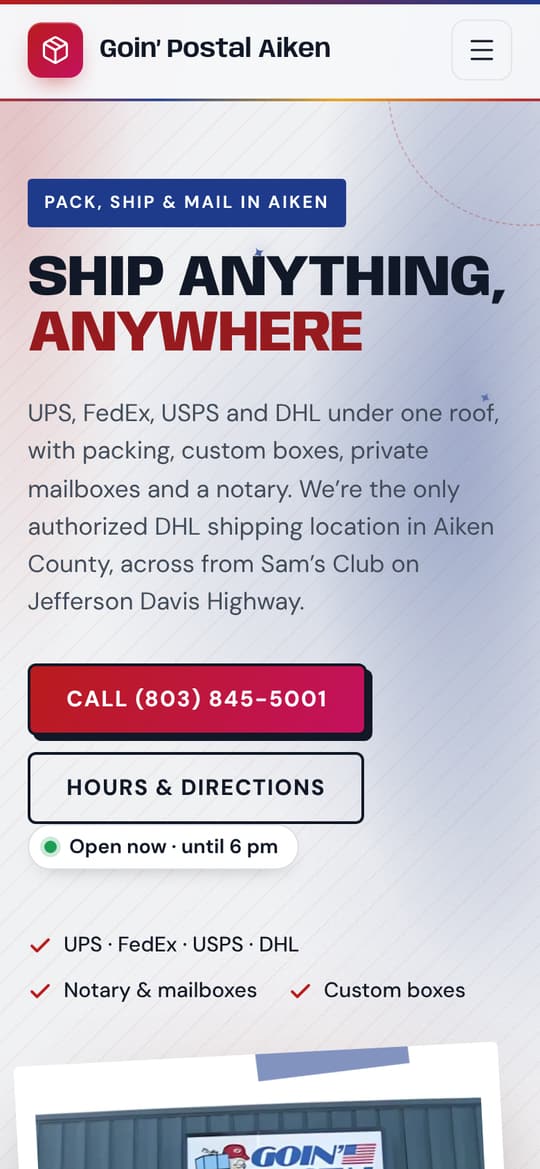 Goin’ Postal Aiken
PACK, SHIP & MAIL IN AIKEN
SHIP ANYTHING,
ANYWHERE
UPS, FedEx, USPS and DHL under one roof,
with packing, custom boxes, private
mailboxes and a notary. We’re the only
authorized DHL shipping location in Aiken
County, across from Sam’s Club on
Jefferson Davis Highway.
CALL (803) 845-5001
HOURS & DIRECTIONS
Open now · until 6 pm
UPS · FedEx · USPS · DHL
Notary & mailboxes
Custom boxes
GOIN’